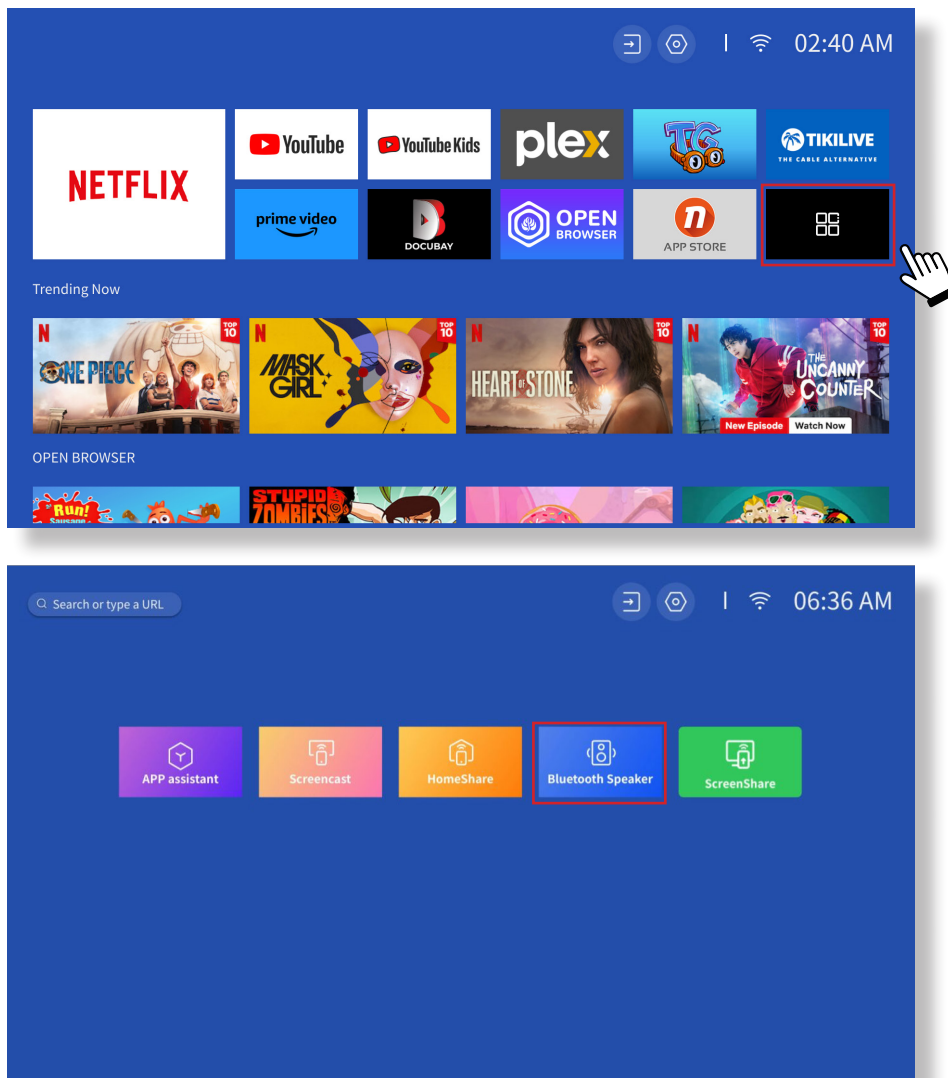 02:40 AM
NETFLIX
YouTube
YouTube Kids
plex
TG
TIKILIVE
THE CABLE ALTERNATIVE
prime video
DOCUBAY
OPEN
BROWSER
APP STORE
Trending Now
N
TOP
10
ONE PIECE
N
TOP
10
MASK
GIRL
N
TOP
10
HEART OF STONE
N
TOP
10
THE
UNCANNY
COUNTER
New Episode Watch Now
OPEN BROWSER
Run!
Sausage
STUPID
ZOMBIES
Search or type a URL
06:36 AM
APP assistant
Screencast
HomeShare
Bluetooth Speaker
ScreenShare